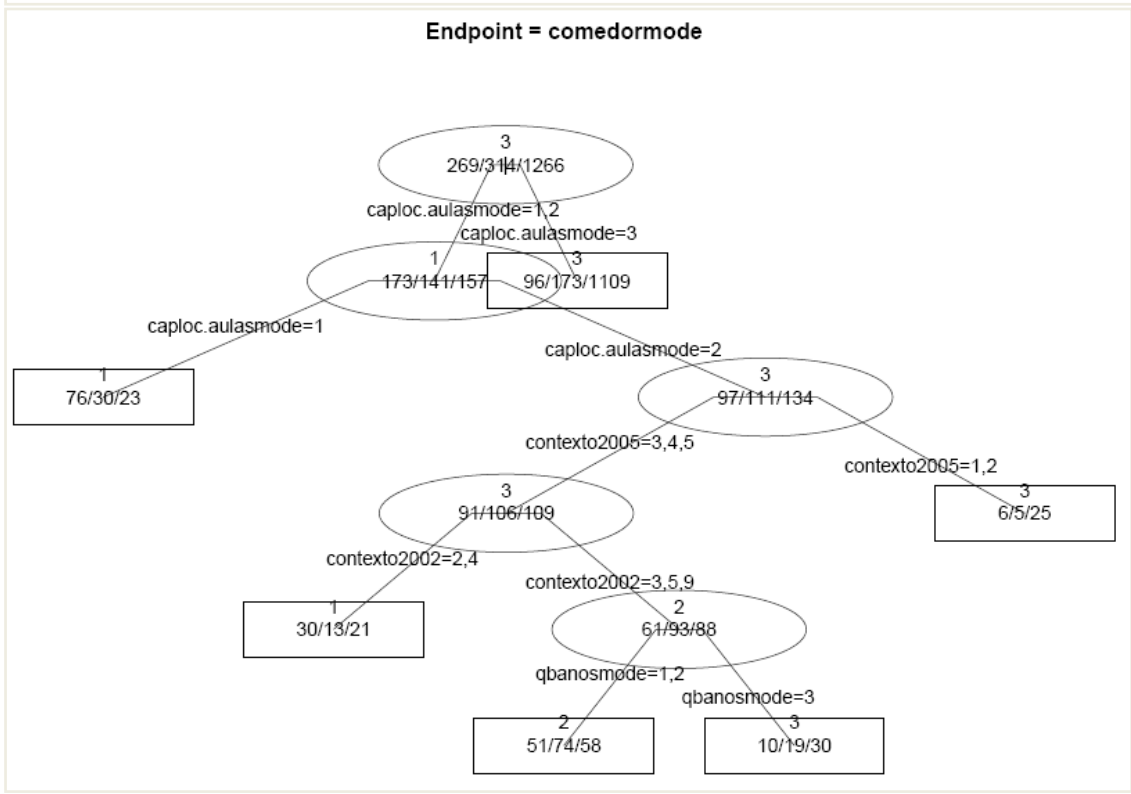 Endpoint = comedormode
3
269/314/1266
caploc.aulasmode=1,2
caploc.aulasmode=3
1
173/141/157
3
96/173/1109
caploc.aulasmode=1
caploc.aulasmode=2
1
76/30/23
3
97/111/134
contexto2005=3,4,5
contexto2005=1,2
3
91/106/109
3
6/5/25
contexto2002=2,4
contexto2002=3,5,9
1
30/13/21
2
61/93/88
qbanosmode=1,2
qbanosmode=3
2
51/74/58
3
10/19/30